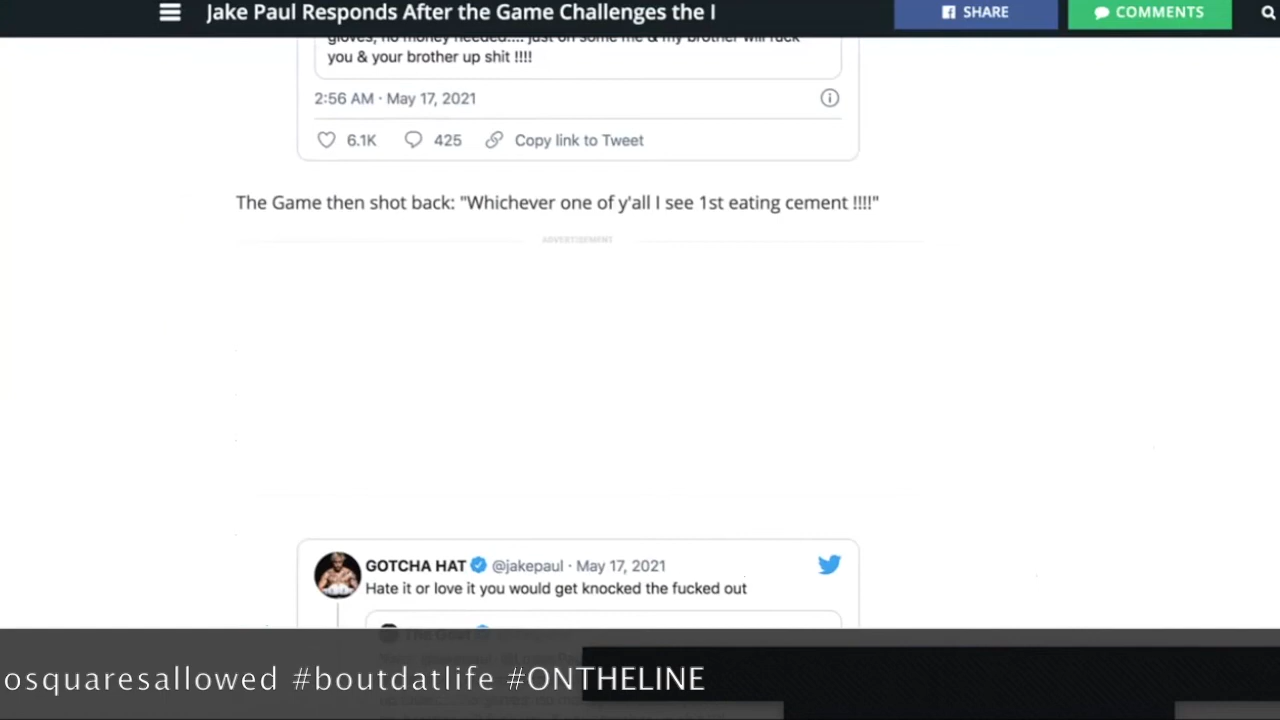 Jake Paul Responds After the Game Challenges the I
SHARE
COMMENTS
gloves, no money needed.... just on some me & my brother will fuck
you & your brother up shit !!!!
2:56 AM · May 17, 2021
6.1K
425
Copy link to Tweet
The Game then shot back: "Whichever one of y'all I see 1st eating cement !!!!"
ADVERTISEMENT
GOTCHA HAT @jakepaul · May 17, 2021
Hate it or love it you would get knocked the fucked out
osquaresallowed #boutdatlife #ONTHELINE